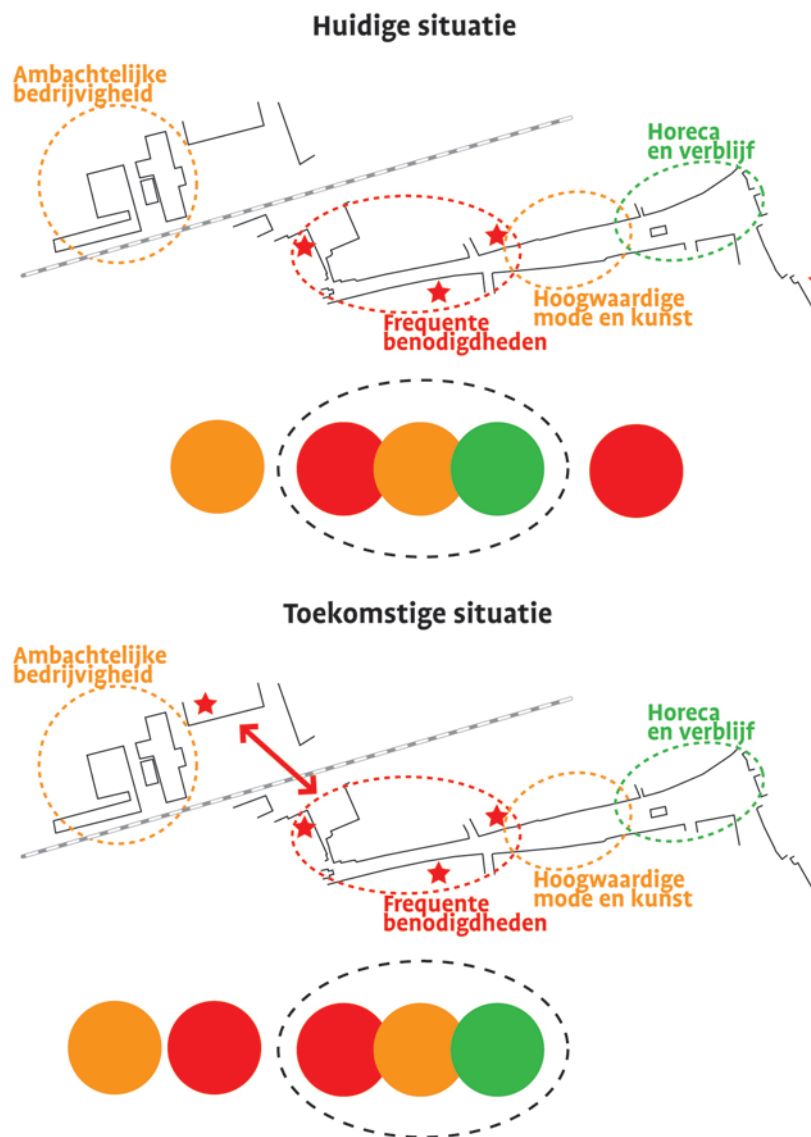 Huidige situatie
Ambachtelijke
bedrijvigheid
Horeca
en verblijf
Hoogwaardige
mode en kunst
Frequente
benodigdheden
Toekomstige situatie
Ambachtelijke
bedrijvigheid
Horeca
en verblijf
Hoogwaardige
mode en kunst
Frequente
benodigdheden